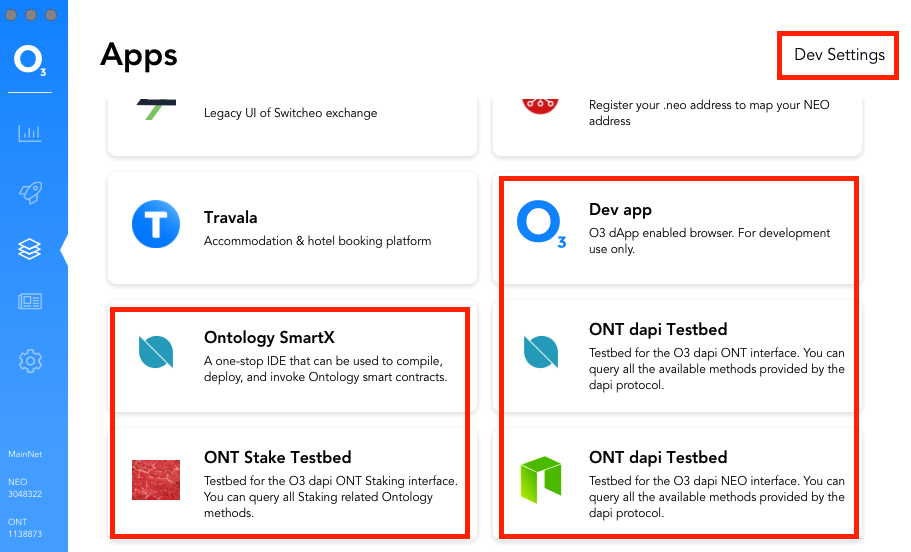 O3
Apps
Dev Settings
Legacy UI of Switcheo exchange
Register your .neo address to map your NEO
address
T
Travala
Accommodation & hotel booking platform
O3
Dev app
O3 dApp enabled browser. For development
use only.
Ontology SmartX
A one-stop IDE that can be used to compile,
deploy, and invoke Ontology smart contracts.
ONT dapi Testbed
Testbed for the O3 dapi ONT interface. You can
query all the available methods provided by the
dapi protocol.
ONT Stake Testbed
Testbed for the O3 dapi ONT Staking interface.
You can query all Staking related Ontology
methods.
ONT dapi Testbed
Testbed for the O3 dapi NEO interface. You can
query all the available methods provided by the
dapi protocol.
MainNet
NEO
3048322
ONT
1138873